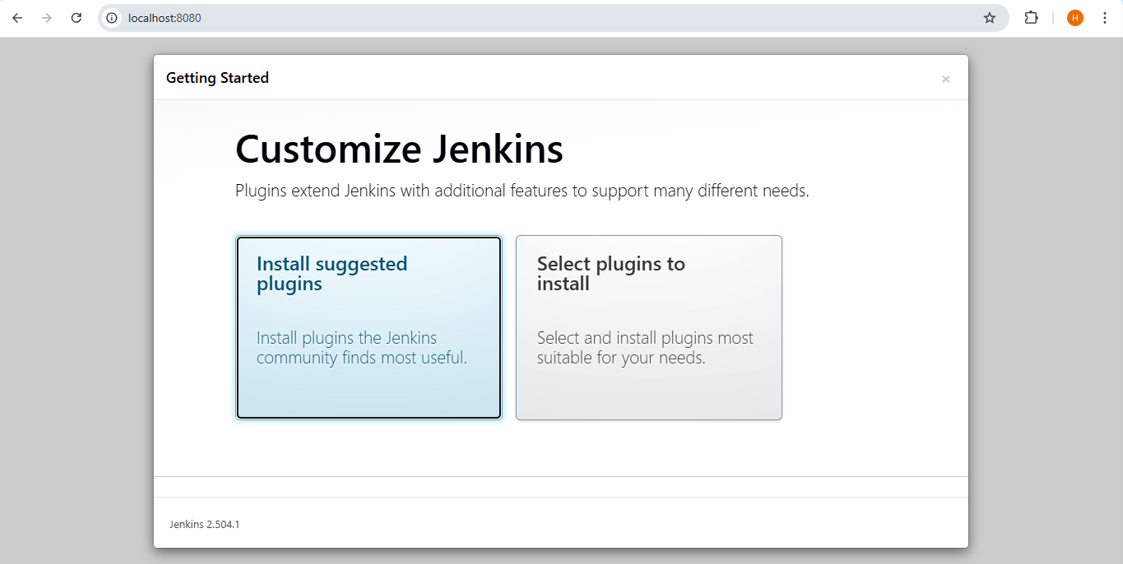 localhost:8080
H
Getting Started
×
Customize Jenkins
Plugins extend Jenkins with additional features to support many different needs.
Install suggested
plugins
Install plugins the Jenkins
community finds most useful.
Select plugins to
install
Select and install plugins most
suitable for your needs.
Jenkins 2.504.1